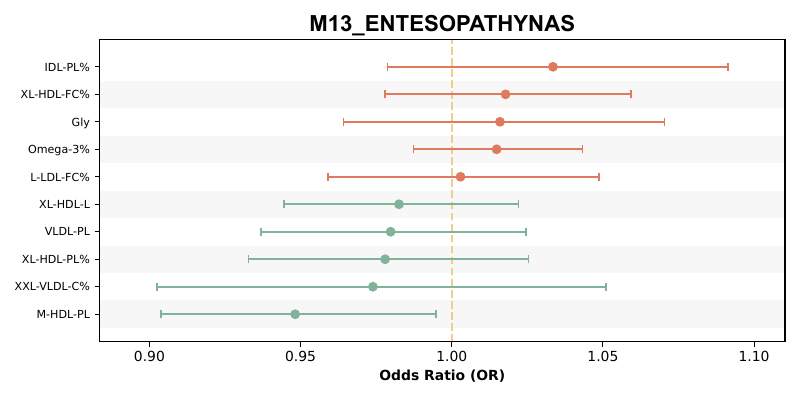 M13_ENTESOPATHYNAS
IDL-PL%
XL-HDL-FC%
Gly
Omega-3%
L-LDL-FC%
XL-HDL-L
VLDL-PL
XL-HDL-PL%
XXL-VLDL-C%
M-HDL-PL
0.90 0.95 1.00 1.05 1.10
Odds Ratio (OR)